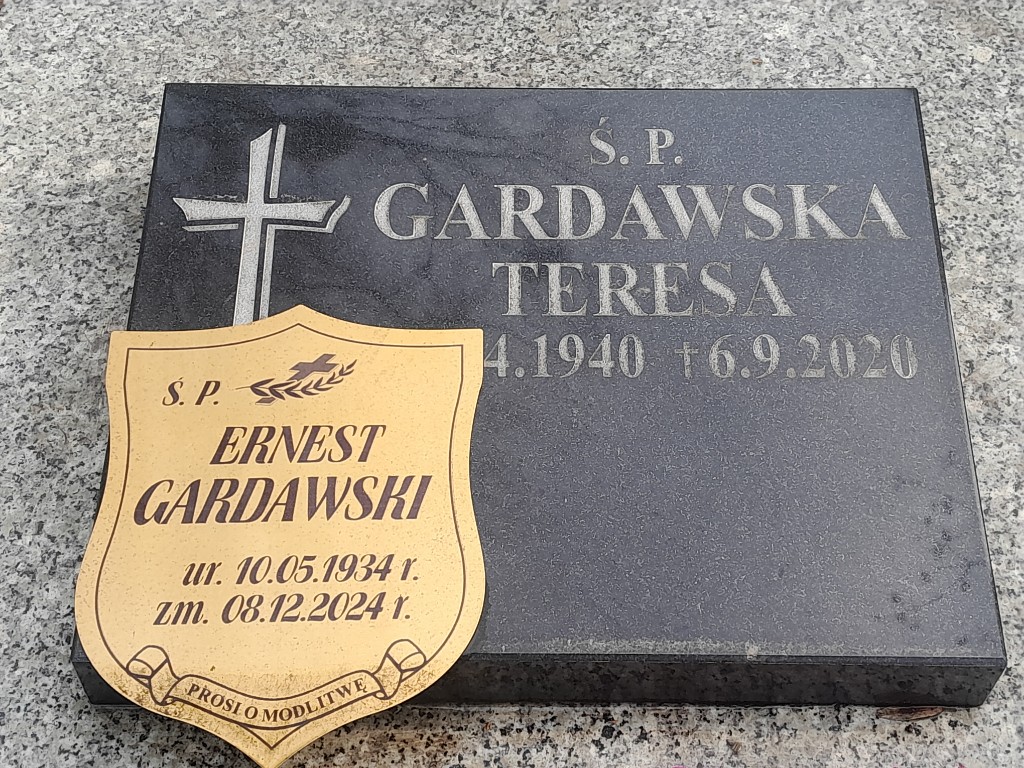 Ś. P.
GARDAWSKA
TERESA
4.1940 †6.9.2020
Ś. P.
ERNEST
GARDAWSKI
ur. 10.05.1934 r.
zm. 08.12.2024 r.
PROSI O MODLITWĘ